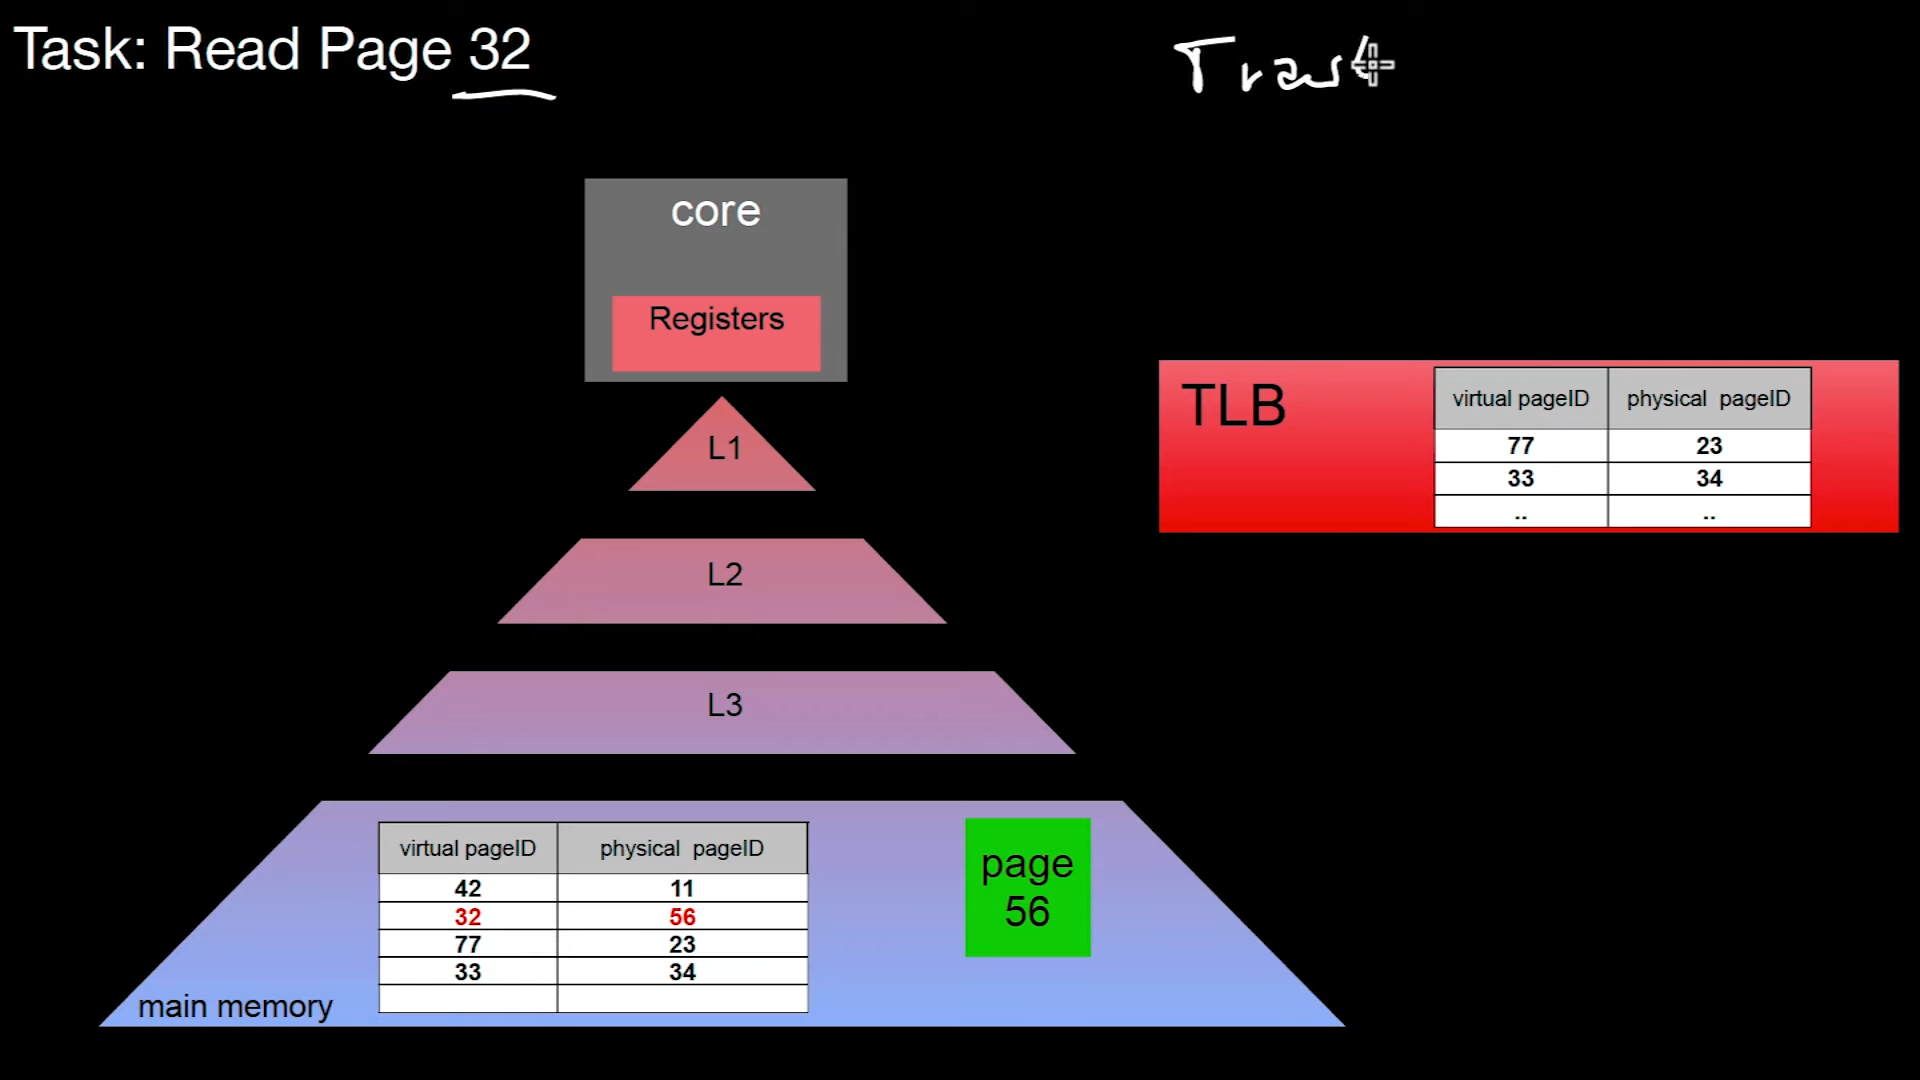 Task: Read Page 32
core
Registers
L1
L2
L3
TLB
virtual pageID physical pageID
77 23
33 34
.. ..
virtual pageID physical pageID
42 11
32 56
77 23
33 34
page
56
main memory